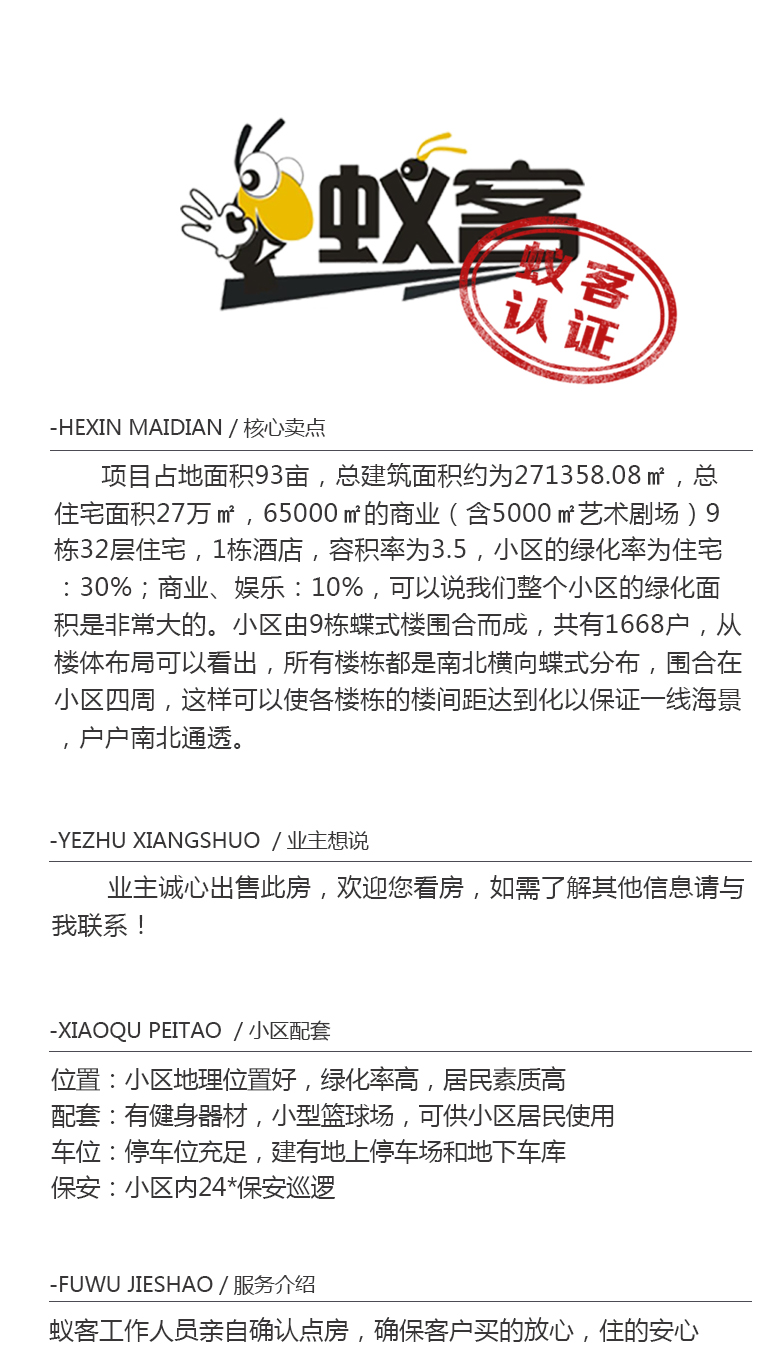 蚁客
蚁客
认证
-HEXIN MAIDIAN / 核心卖点
项目占地面积93亩，总建筑面积约为271358.08㎡，总
住宅面积27万㎡，65000㎡的商业（含5000㎡艺术剧场）9
栋32层住宅，1栋酒店，容积率为3.5，小区的绿化率为住宅
：30%；商业、娱乐：10%，可以说我们整个小区的绿化面
积是非常大的。小区由9栋蝶式楼围合而成，共有1668户，从
楼体布局可以看出，所有楼栋都是南北横向蝶式分布，围合在
小区四周，这样可以使各楼栋的楼间距达到化以保证一线海景
，户户南北通透。
-YEZHU XIANGSHUO / 业主想说
业主诚心出售此房，欢迎您看房，如需了解其他信息请与
我联系！
-XIAOQU PEITAO / 小区配套
位置：小区地理位置好，绿化率高，居民素质高
配套：有健身器材，小型篮球场，可供小区居民使用
车位：停车位充足，建有地上停车场和地下车库
保安：小区内24*保安巡逻
-FUWU JIESHAO / 服务介绍
蚁客工作人员亲自确认点房，确保客户买的放心，住的安心